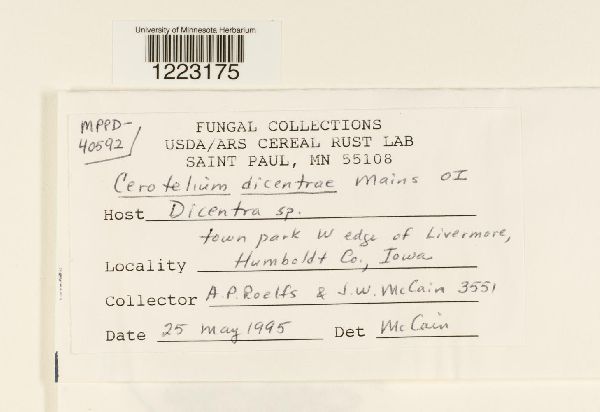 University of Minnesota Herbarium
1223175
MPPD-
40592
FUNGAL COLLECTIONS
USDA/ARS CEREAL RUST LAB
SAINT PAUL, MN 55108
Cerotelium dicentrae Mains OI
Host Dicentra sp.
town park W edge of Livermore,
Locality Humboldt Co., Iowa
Collector A.P. Roelfs & J.W. McCain 3551
Date 25 May 1995 Det McCain